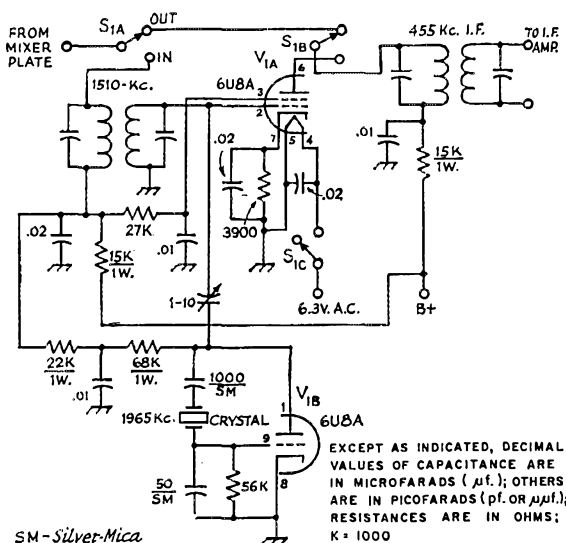 FROM
MIXER
PLATE
S1A
OUT
IN
1510-KC.
S1B
V1A
6U8A
6
3
2
7
5
4
455 Kc. I.F.
TO I.F.
AMP.
.01
15K
1W.
.02
.02
3900
S1C
6.3V. A.C.
B+
.02
27K
15K
1W.
.01
1-10
22K
1W.
68K
1W.
.01
1000
SM
1965 Kc.
CRYSTAL
V1B
6U8A
1
9
8
50
SM
56K
EXCEPT AS INDICATED, DECIMAL
VALUES OF CAPACITANCE ARE
IN MICROFARADS ( µf. ); OTHERS
ARE IN PICOFARADS ( pf. OR µµf.);
RESISTANCES ARE IN OHMS;
K = 1000
SM - Silver-Mica